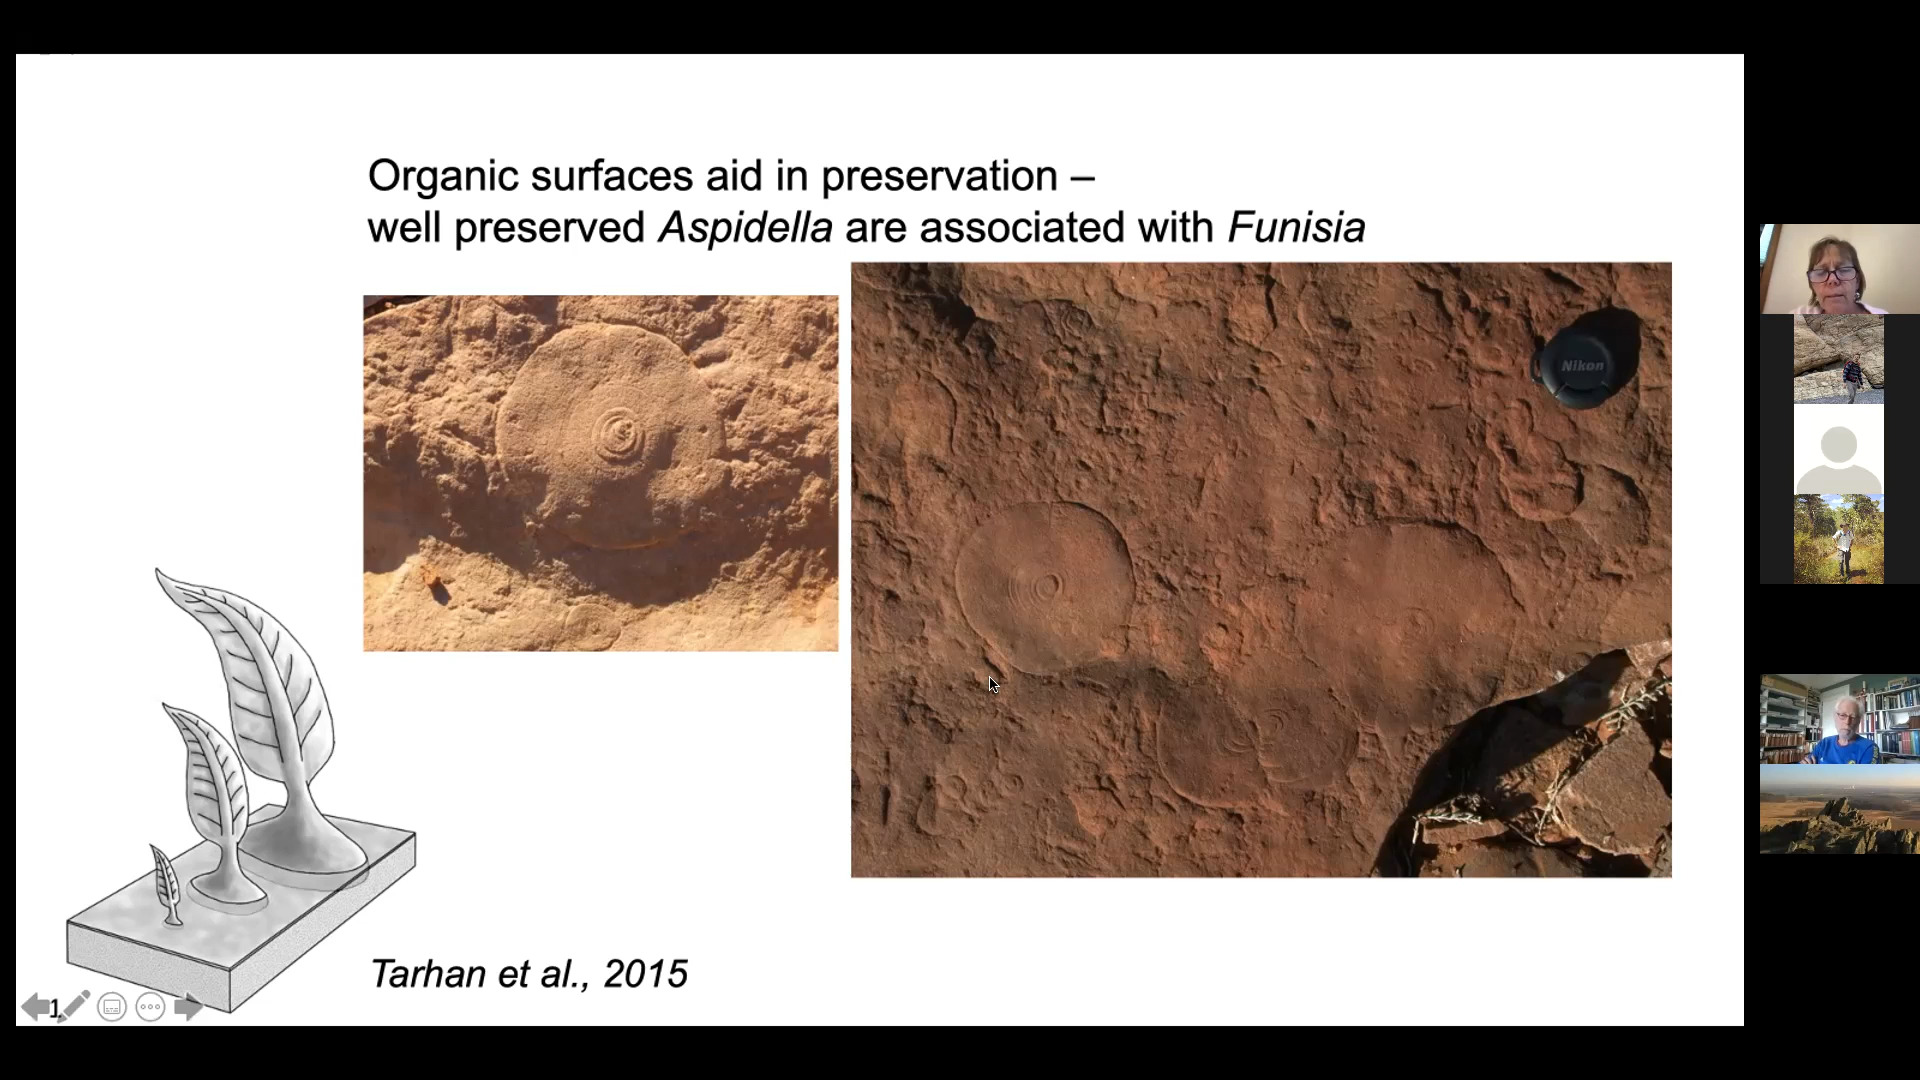 Organic surfaces aid in preservation –
well preserved Aspidella are associated with Funisia
Nikon
Tarhan et al., 2015
1